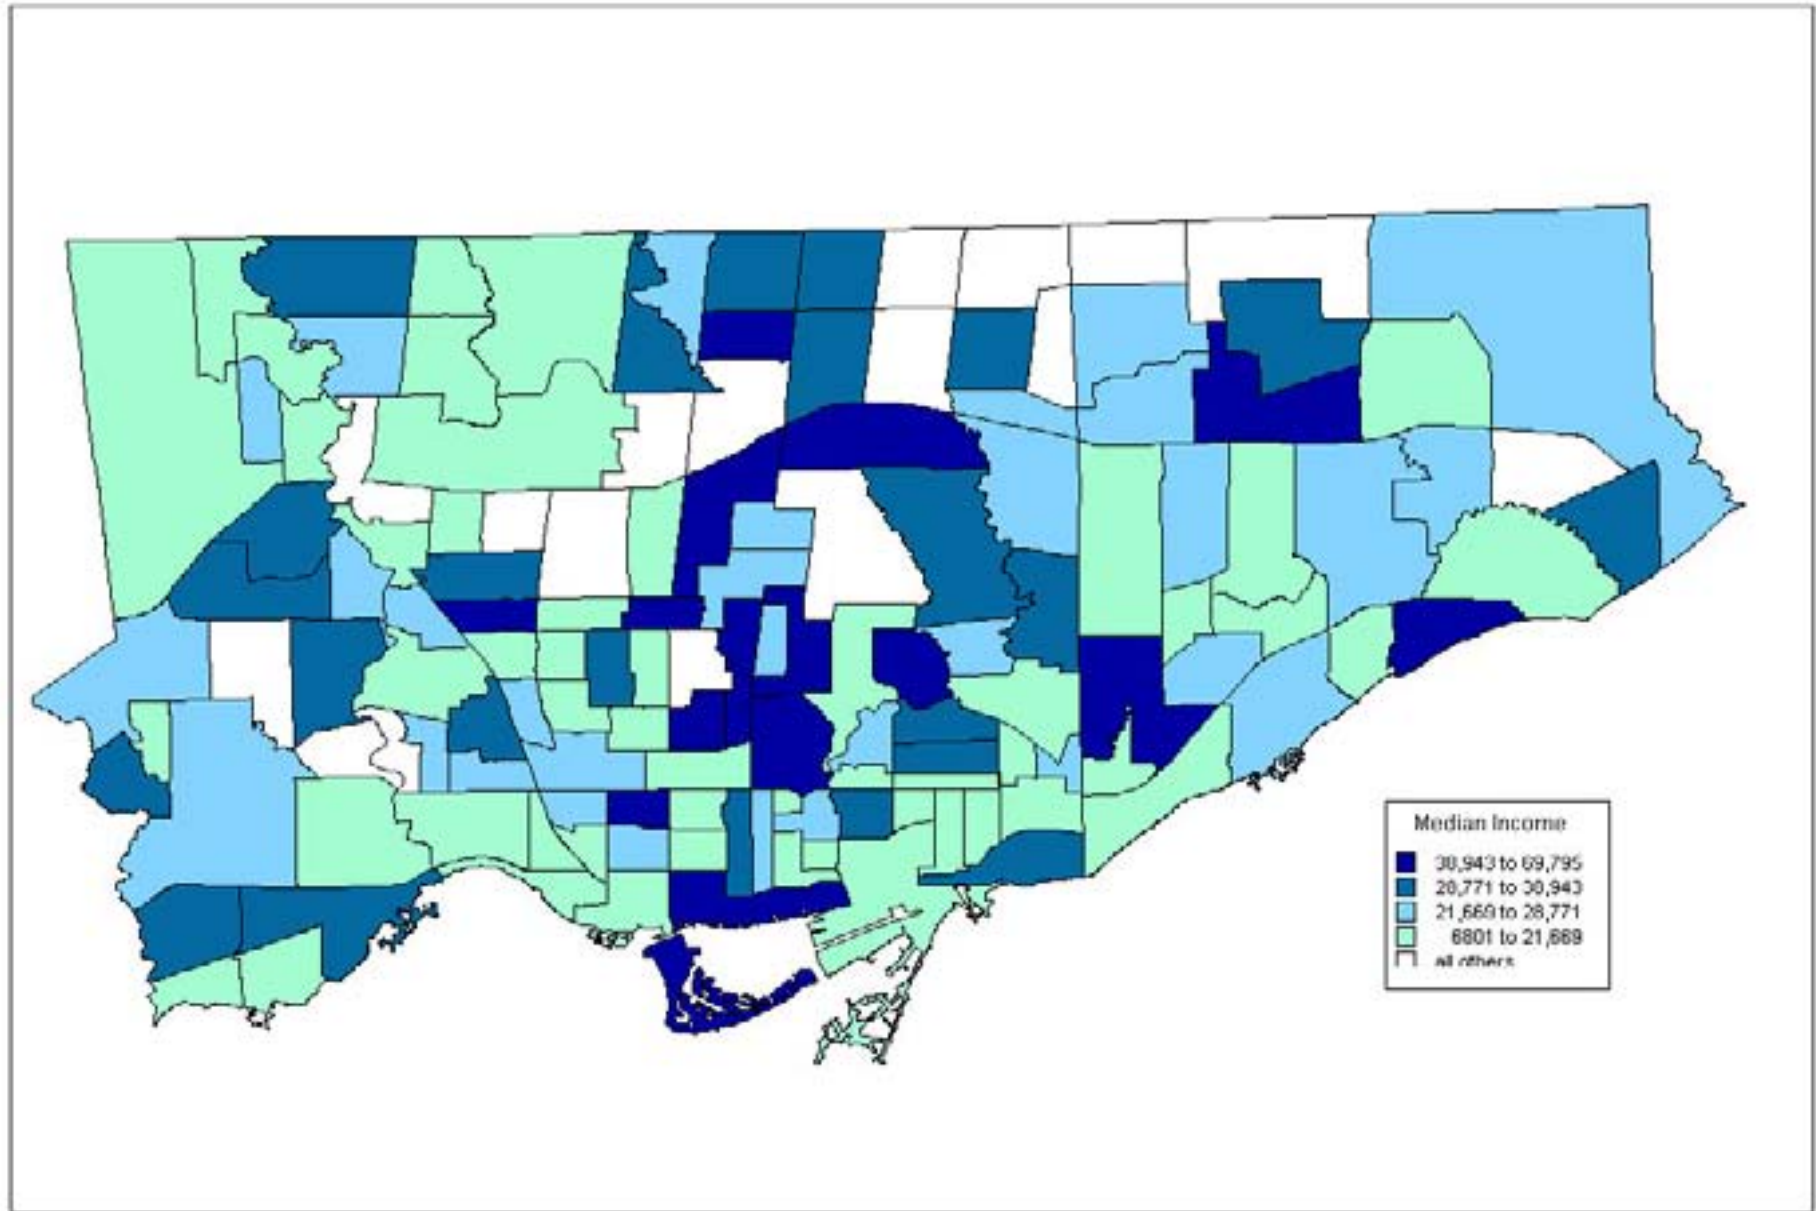 Median Income
38,943 to 69,795
28,771 to 38,943
21,669 to 28,771
6801 to 21,669
all others